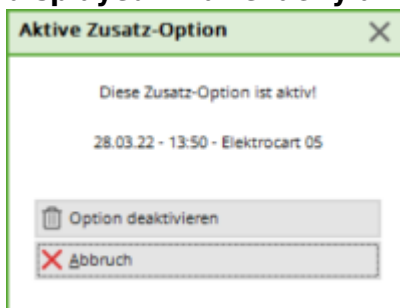 Aktive Zusatz-Option
Diese Zusatz-Option ist aktiv!
28.03.22 - 13:50 - Elektrocart 05
Option deaktivieren
Abbruch